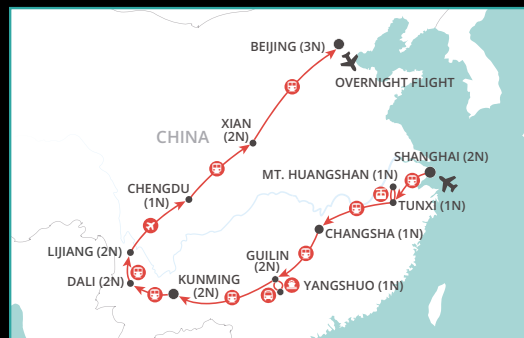 BEIJING (3N)
OVERNIGHT FLIGHT
XIAN
(2N)
CHINA
SHANGHAI (2N)
MT. HUANGSHAN (1N)
CHENGDU
(1N)
TUNXI (1N)
CHANGSHA (1N)
LIJIANG (2N)
GUILIN
(2N)
DALI (2N)
KUNMING
(2N)
YANGSHUO (1N)